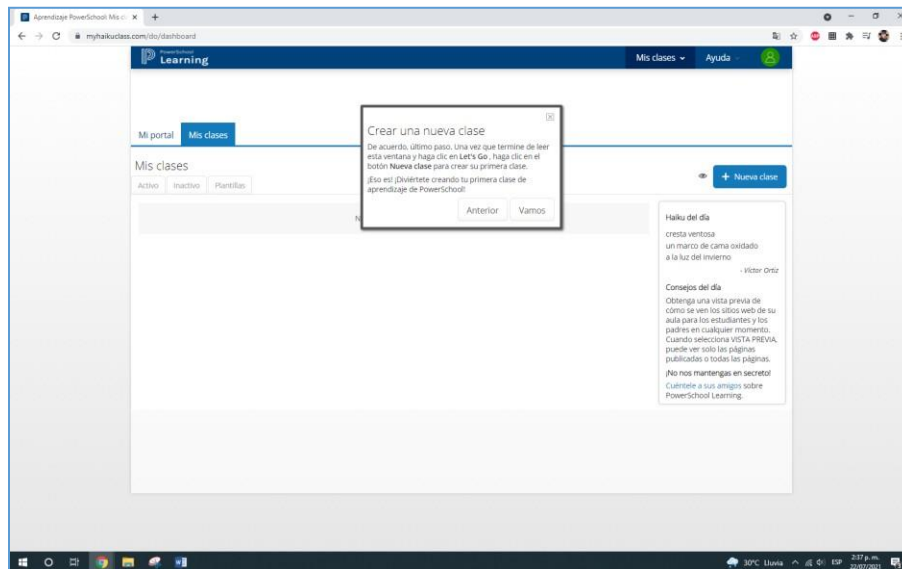 Aprendizaje PowerSchool: Mis cl
myhaikuclass.com/do/dashboard
PowerSchool
Learning
Mis clases
Ayuda
Mi portal
Mis clases
Crear una nueva clase
De acuerdo, último paso. Una vez que termine de leer
esta ventana y haga clic en Let's Go , haga clic en el
botón Nueva clase para crear su primera clase.
¡Eso es! ¡Diviértete creando tu primera clase de
aprendizaje de PowerSchool!
Anterior
Vamos
Mis clases
Activo
Inactivo
Plantillas
+ Nueva clase
N
Haiku del día
cresta ventosa
un marco de cama oxidado
a la luz del invierno
- Víctor Ortiz
Consejos del día
Obtenga una vista previa de
cómo se ven los sitios web de su
aula para los estudiantes y los
padres en cualquier momento.
Cuando selecciona VISTA PREVIA,
puede ver solo las páginas
publicadas o todas las páginas.
¡No nos mantengas en secreto!
Cuéntele a sus amigos sobre
PowerSchool Learning.
30°C Lluvia
ESP
2:37 p. m.
22/07/2021